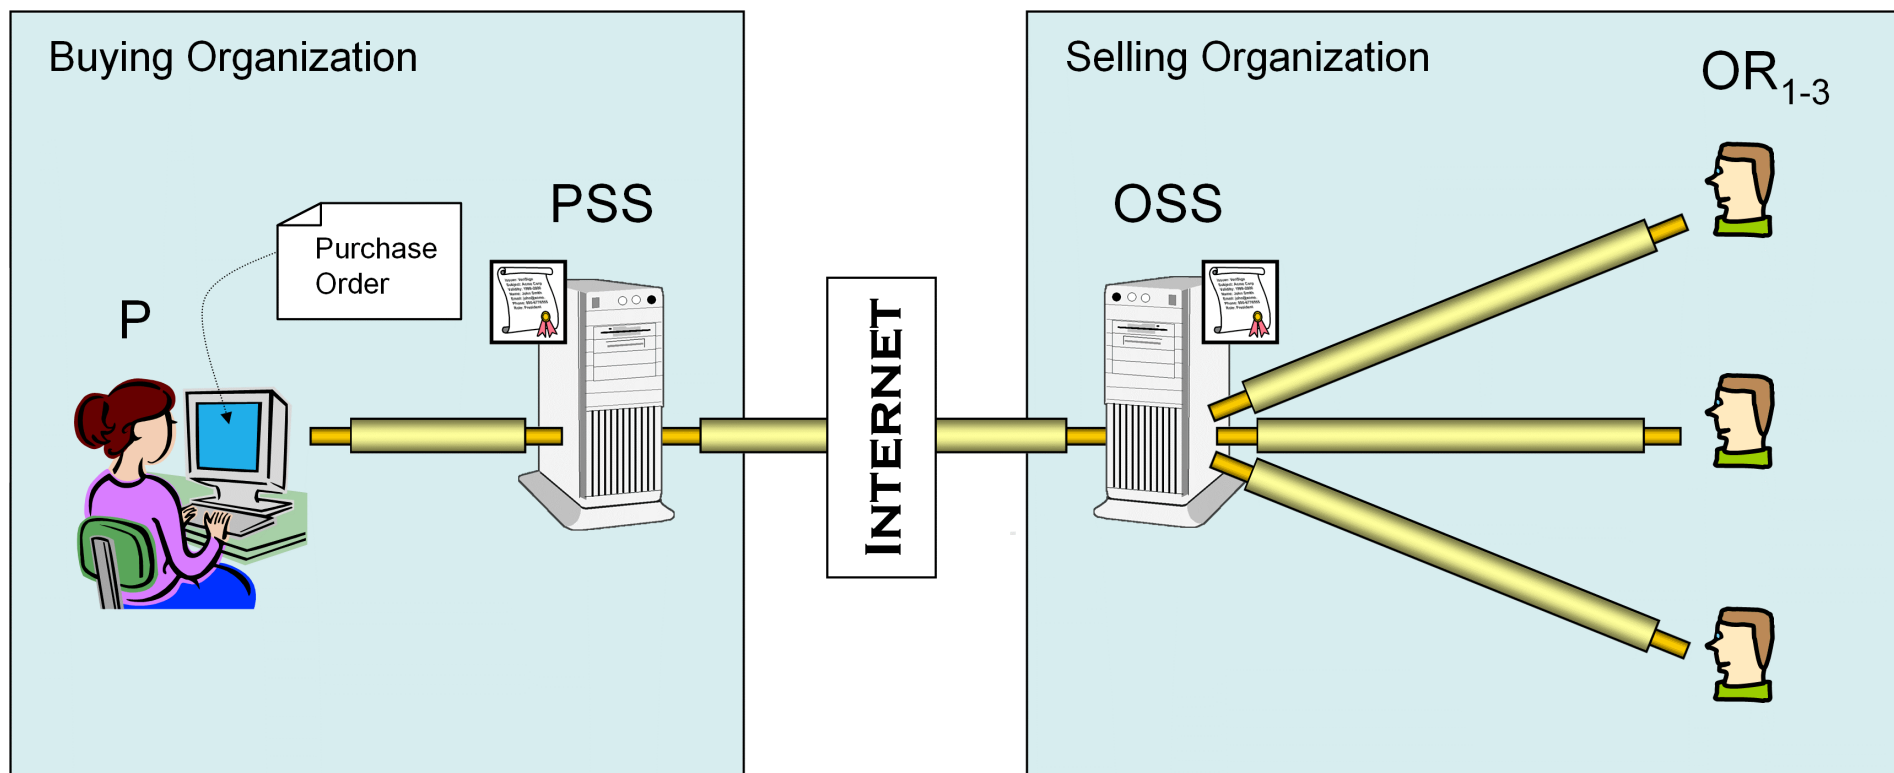 Buying Organization
Selling Organization
OR1-3
PSS
OSS
Purchase
Order
P
INTERNET